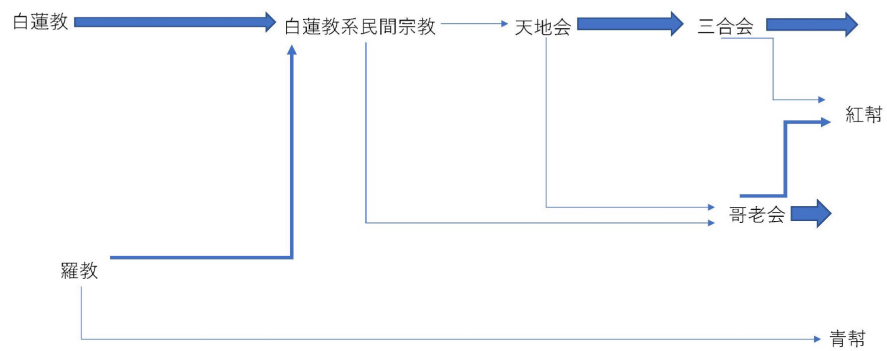 白蓮教
白蓮教系民間宗教
天地会
三合会
紅幇
哥老会
羅教
青幇